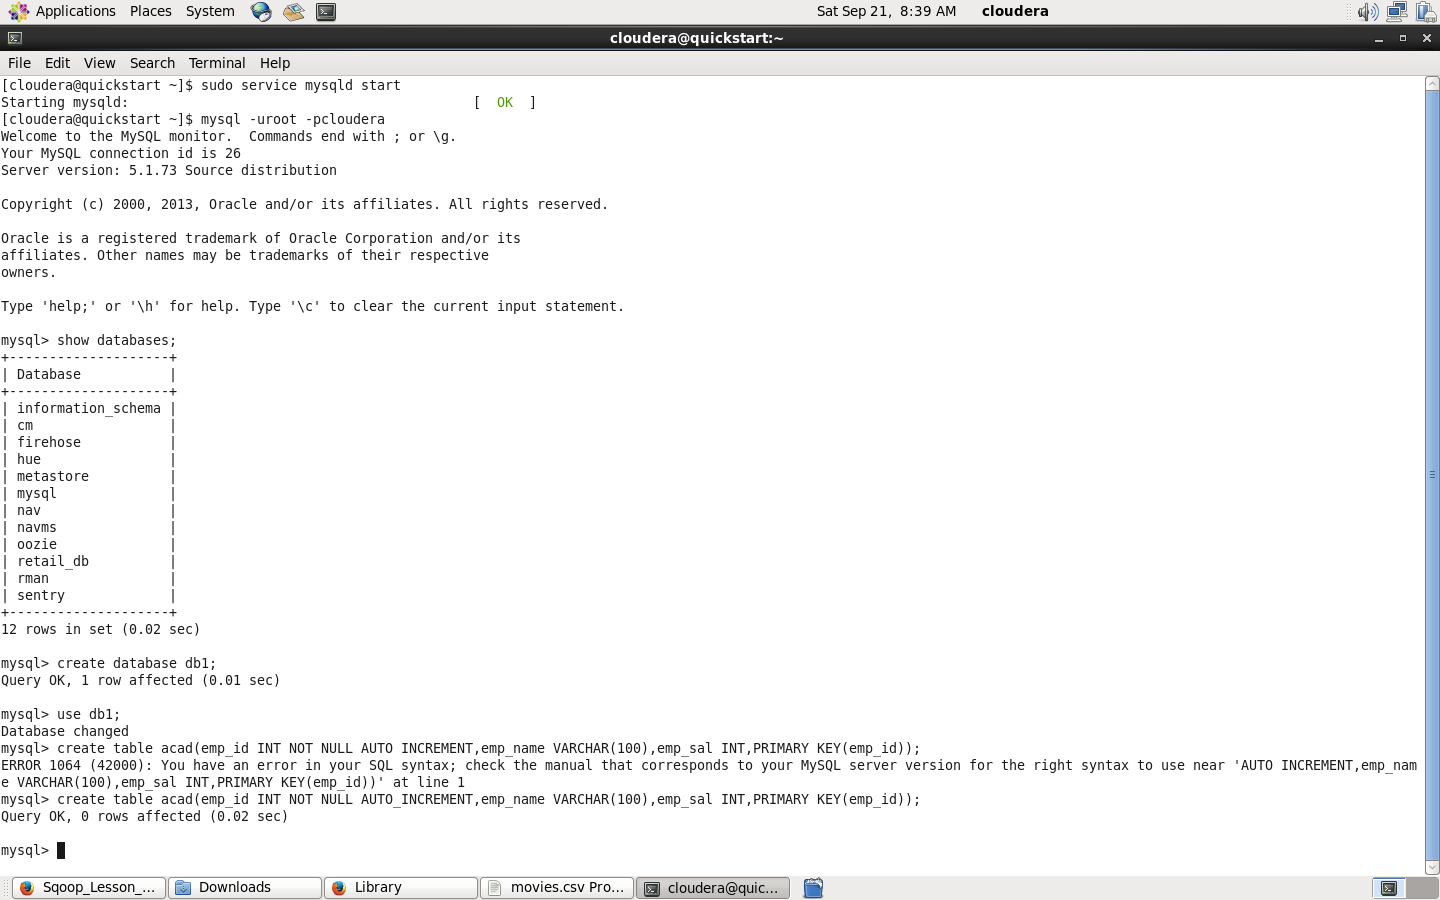 Applications Places System Sat Sep 21, 8:39 AM cloudera
cloudera@quickstart:~
File Edit View Search Terminal Help
[cloudera@quickstart ~]$ sudo service mysqld start
Starting mysqld: [ OK ]
[cloudera@quickstart ~]$ mysql -uroot -pcloudera
Welcome to the MySQL monitor.  Commands end with ; or \g.
Your MySQL connection id is 26
Server version: 5.1.73 Source distribution
Copyright (c) 2000, 2013, Oracle and/or its affiliates. All rights reserved.
Oracle is a registered trademark of Oracle Corporation and/or its
affiliates. Other names may be trademarks of their respective
owners.
Type 'help;' or '\h' for help. Type '\c' to clear the current input statement.
mysql> show databases;
+--------------------+
| Database           |
+--------------------+
| information_schema |
| cm                 |
| firehose           |
| hue                |
| metastore          |
| mysql              |
| nav                |
| navms              |
| oozie              |
| retail_db          |
| rman               |
| sentry             |
+--------------------+
12 rows in set (0.02 sec)
mysql> create database db1;
Query OK, 1 row affected (0.01 sec)
mysql> use db1;
Database changed
mysql> create table acad(emp_id INT NOT NULL AUTO INCREMENT,emp_name VARCHAR(100),emp_sal INT,PRIMARY KEY(emp_id));
ERROR 1064 (42000): You have an error in your SQL syntax; check the manual that corresponds to your MySQL server version for the right syntax to use near 'AUTO INCREMENT,emp_nam
e VARCHAR(100),emp_sal INT,PRIMARY KEY(emp_id))' at line 1
mysql> create table acad(emp_id INT NOT NULL AUTO_INCREMENT,emp_name VARCHAR(100),emp_sal INT,PRIMARY KEY(emp_id));
Query OK, 0 rows affected (0.02 sec)
mysql>
Sqoop_Lesson_... Downloads Library movies.csv Pro... cloudera@quic...